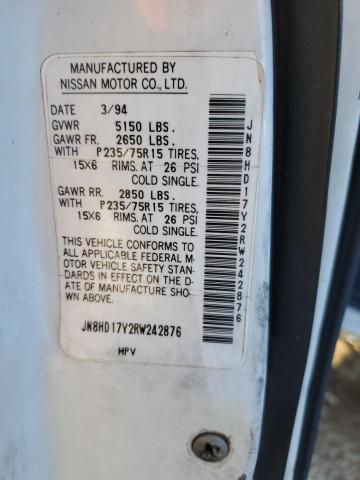 MANUFACTURED BY
NISSAN MOTOR CO., LTD.
DATE 3/94
GVWR 5150 LBS.
GAWR FR. 2650 LBS.
WITH P235/75R15 TIRES,
15X6 RIMS. AT 26 PSI
COLD SINGLE.
GAWR RR. 2850 LBS.
WITH P235/75R15 TIRES,
15X6 RIMS. AT 26 PSI
COLD SINGLE.
THIS VEHICLE CONFORMS TO
ALL APPLICABLE FEDERAL M-
OTOR VEHICLE SAFETY STAN-
DARDS IN EFFECT ON THE DA-
TE OF MANUFACTURE SHO-
WN ABOVE.
JN8HD17Y2RW242876
MPV
JN8HD17Y2RW242876